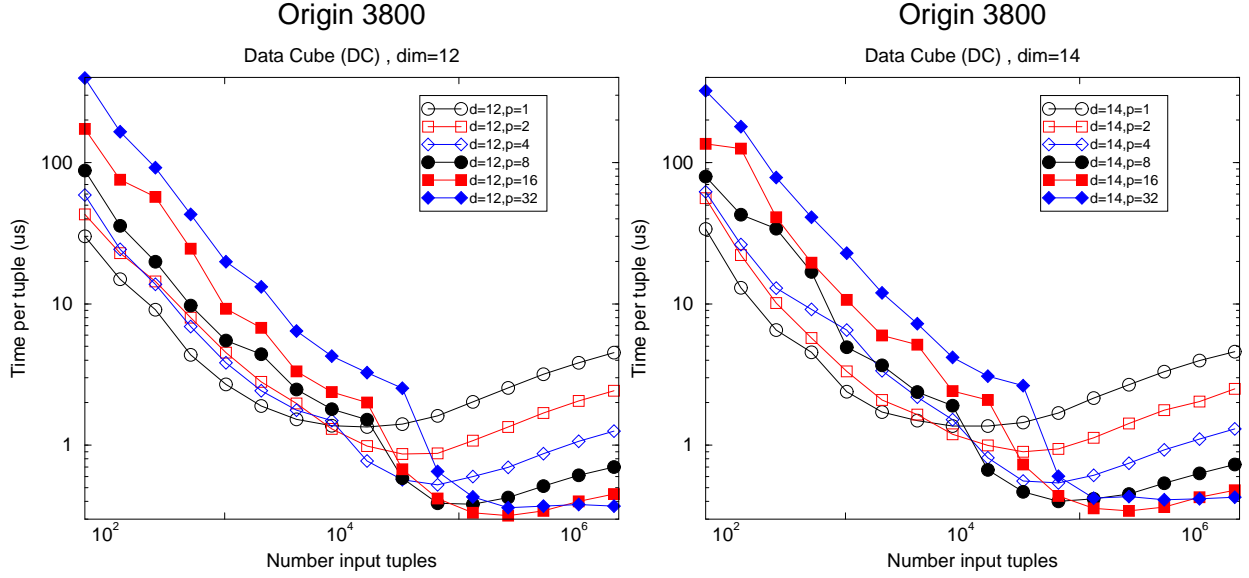 Origin 3800
Data Cube (DC) , dim=12
Time per tuple (us)
100
10
1
d=12,p=1
d=12,p=2
d=12,p=4
d=12,p=8
d=12,p=16
d=12,p=32
10²
10⁴
10⁶
Number input tuples
Origin 3800
Data Cube (DC) , dim=14
Time per tuple (us)
100
10
1
d=14,p=1
d=14,p=2
d=14,p=4
d=14,p=8
d=14,p=16
d=14,p=32
10²
10⁴
10⁶
Number input tuples